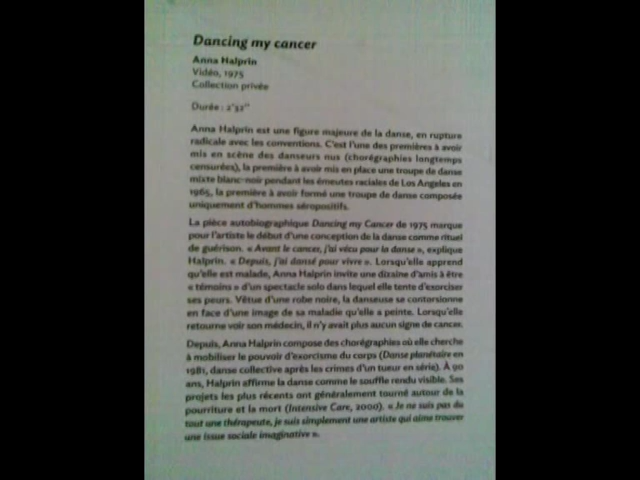 Dancing my cancer
Anna Halprin
Vidéo, 1975
Collection privée
Durée : 2'52''
Anna Halprin est une figure majeure de la danse, en rupture
radicale avec les conventions. C'est l'une des premières à avoir
mis en scène des danseurs nus (chorégraphies longtemps
censurées), la première à avoir mis en place une troupe de danse
mixte blanc-noir pendant les émeutes raciales de Los Angeles en
1965, la première à avoir formé une troupe de danse composée
uniquement d'hommes séropositifs.
La pièce autobiographique Dancing my Cancer de 1975 marque
pour l'artiste le début d'une conception de la danse comme rituel
de guérison. « Avant le cancer, j'ai vécu pour la danse », explique
Halprin. « Depuis, j'ai dansé pour vivre ». Lorsqu'elle apprend
qu'elle est malade, Anna Halprin invite une dizaine d'amis à être
« témoins » d'un spectacle solo dans lequel elle tente d'exorciser
ses peurs. Vêtue d'une robe noire, la danseuse se contorsionne
en face d'une image de sa maladie qu'elle a peinte. Lorsqu'elle
retourne voir son médecin, il n'y avait plus aucun signe de cancer.
Depuis, Anna Halprin compose des chorégraphies où elle cherche
à mobiliser le pouvoir d'exorcisme du corps (Danse planétaire en
1981, danse collective après les crimes d'un tueur en série). À 90
ans, Halprin affirme la danse comme le souffle rendu visible. Ses
projets les plus récents ont généralement tourné autour de la
pourriture et la mort (Intensive Care, 2000). « Je ne suis pas du
tout une thérapeute, je suis simplement une artiste qui aime trouver
une issue sociale imaginative ».